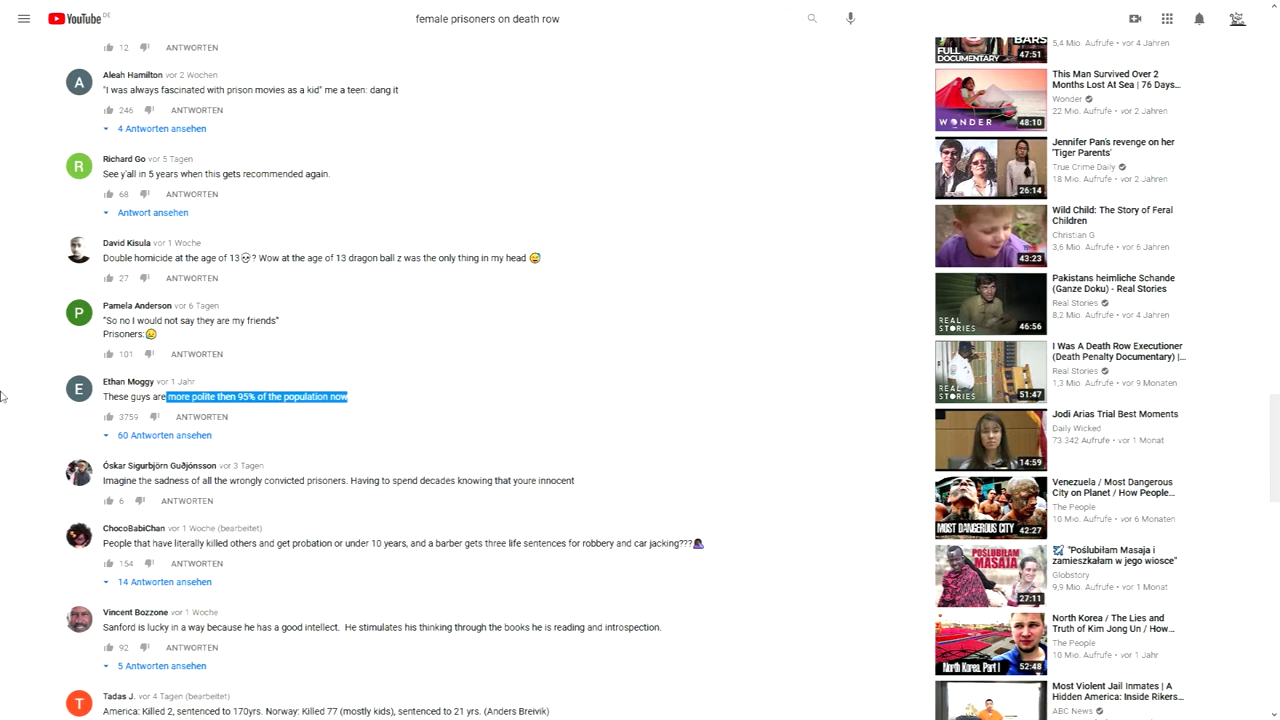 YouTube DE
female prisoners on death row
12 ANTWORTEN
Aleah Hamilton vor 2 Wochen
"I was always fascinated with prison movies as a kid" me a teen: dang it
246 ANTWORTEN
4 Antworten ansehen
Richard Go vor 5 Tagen
See y'all in 5 years when this gets recommended again.
68 ANTWORTEN
Antwort ansehen
David Kisula vor 1 Woche
Double homicide at the age of 13💀? Wow at the age of 13 dragon ball z was the only thing in my head 😅
27 ANTWORTEN
Pamela Anderson vor 6 Tagen
"So no I would not say they are my friends"
Prisoners:😥
101 ANTWORTEN
Ethan Moggy vor 1 Jahr
These guys are more polite then 95% of the population now
3759 ANTWORTEN
60 Antworten ansehen
Óskar Sigurbjörn Guðjónsson vor 3 Tagen
Imagine the sadness of all the wrongly convicted prisoners. Having to spend decades knowing that youre innocent
6 ANTWORTEN
ChocoBabiChan vor 1 Woche (bearbeitet)
People that have literally killed others and got out of jail under 10 years, and a barber gets three life sentences for robbery and car jacking???🤦🏿‍♀️
154 ANTWORTEN
14 Antworten ansehen
Vincent Bozzone vor 1 Woche
Sanford is lucky in a way because he has a good intellect. He stimulates his thinking through the books he is reading and introspection.
92 ANTWORTEN
5 Antworten ansehen
Tadas J. vor 4 Tagen (bearbeitet)
America: Killed 2, sentenced to 170yrs. Norway: Killed 77 (mostly kids), sentenced to 21 yrs. (Anders Breivik)
BARS
FULL
DOCUMENTARY
47:51
5,4 Mio. Aufrufe • vor 4 Jahren
WONDER
48:10
This Man Survived Over 2
Months Lost At Sea | 76 Days...
Wonder
22 Mio. Aufrufe • vor 2 Jahren
26:14
Jennifer Pan's revenge on her
'Tiger Parents'
True Crime Daily
18 Mio. Aufrufe • vor 2 Jahren
43:23
Wild Child: The Story of Feral
Children
Christian G
3,6 Mio. Aufrufe • vor 6 Jahren
REAL
STORIES
46:56
Pakistans heimliche Schande
(Ganze Doku) - Real Stories
Real Stories
8,2 Mio. Aufrufe • vor 4 Jahren
REAL
STORIES
51:47
I Was A Death Row Executioner
(Death Penalty Documentary) |...
Real Stories
1,3 Mio. Aufrufe • vor 9 Monaten
14:59
Jodi Arias Trial Best Moments
Daily Wicked
73.342 Aufrufe • vor 1 Monat
MOST DANGEROUS CITY
42:27
Venezuela / Most Dangerous
City on Planet / How People...
The People
10 Mio. Aufrufe • vor 6 Monaten
POŚLUBIŁAM
MASAJA
27:11
"Poślubiłam Masaja i
zamieszkałam w jego wiosce"
Globstory
9,9 Mio. Aufrufe • vor 1 Monat
North Korea. Part I
52:48
North Korea / The Lies and
Truth of Kim Jong Un / How...
The People
10 Mio. Aufrufe • vor 1 Jahr
Most Violent Jail Inmates | A
Hidden America: Inside Rikers...
ABC News